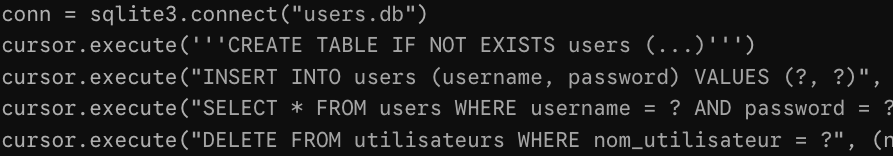 conn = sqlite3.connect("users.db")
cursor.execute('''CREATE TABLE IF NOT EXISTS users (...)''')
cursor.execute("INSERT INTO users (username, password) VALUES (?, ?)",
cursor.execute("SELECT * FROM users WHERE username = ? AND password = ?
cursor.execute("DELETE FROM utilisateurs WHERE nom_utilisateur = ?", (n